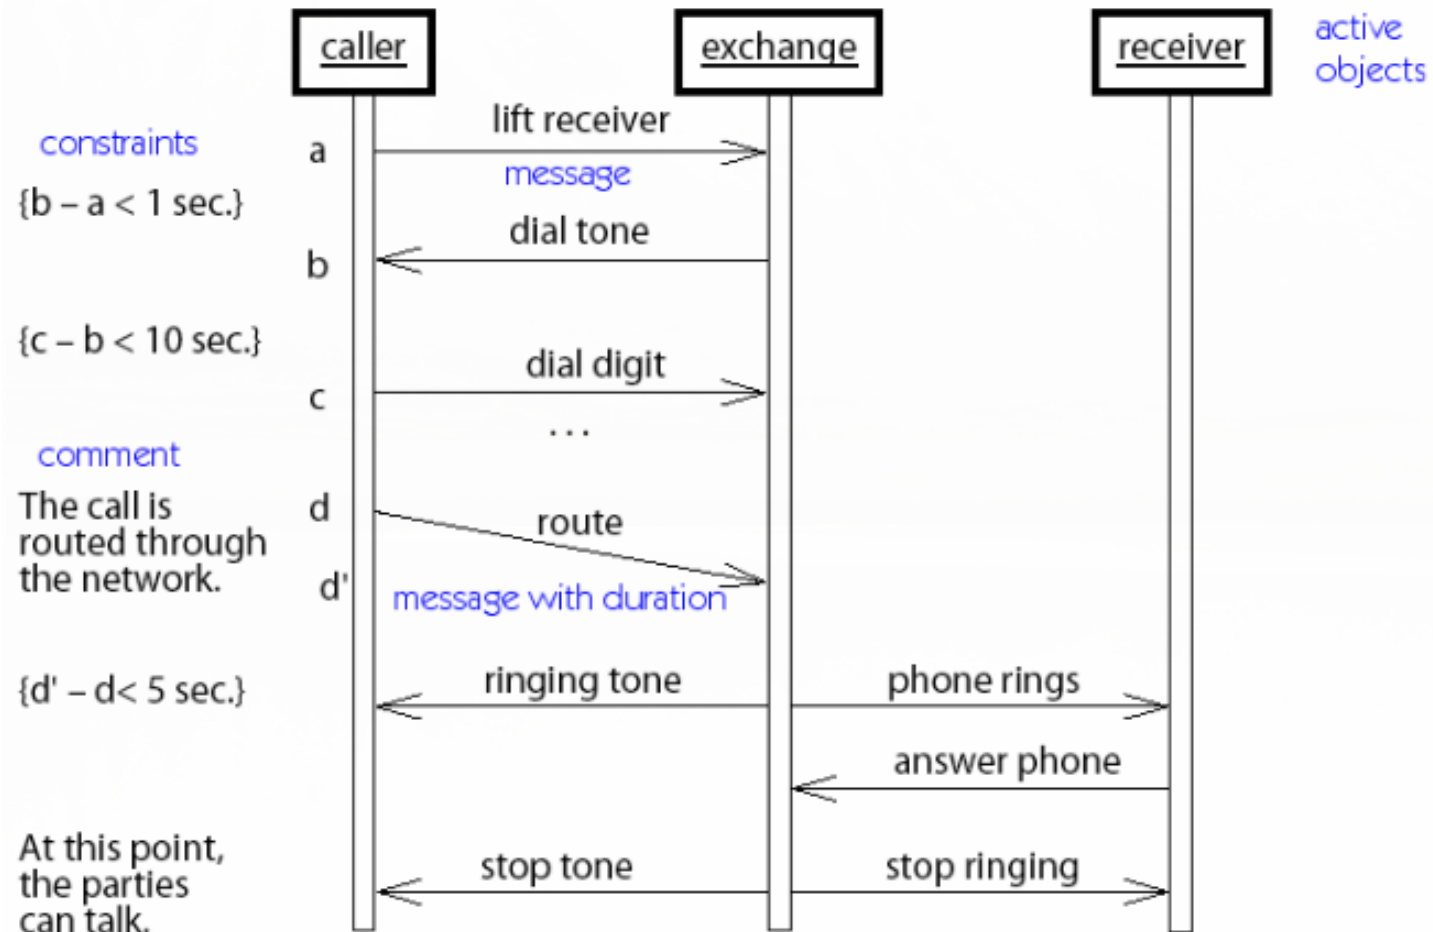 caller
exchange
receiver
active
objects
lift receiver
constraints
a
message
{b – a < 1 sec.}
dial tone
b
{c – b < 10 sec.}
dial digit
c
...
comment
The call is
routed through
the network.
d
route
d'
message with duration
{d' – d< 5 sec.}
ringing tone
phone rings
answer phone
At this point,
the parties
can talk.
stop tone
stop ringing